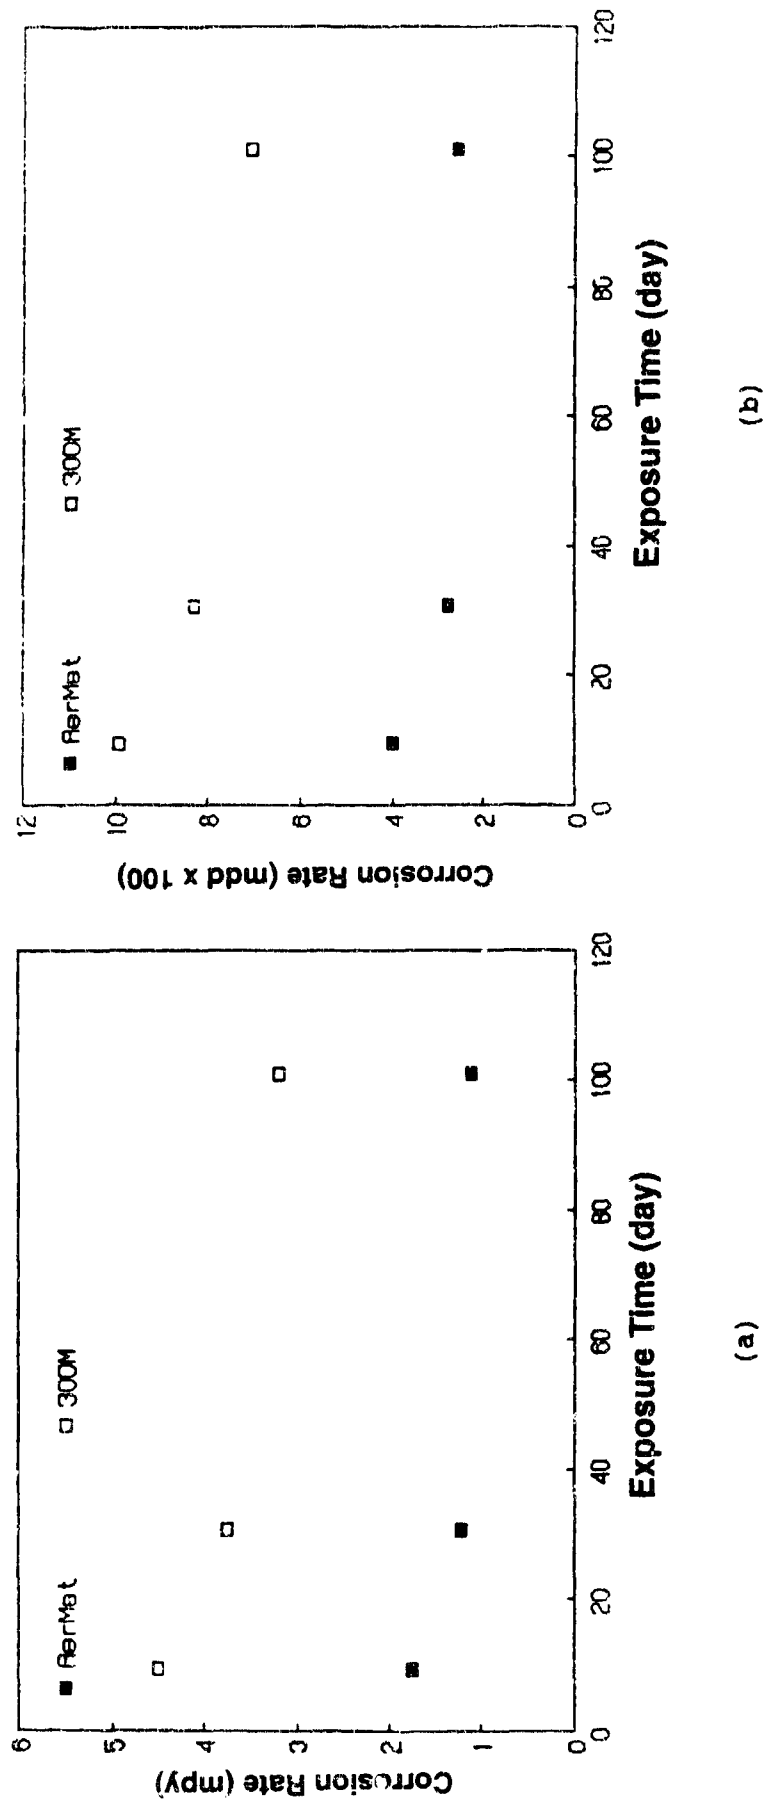 6
5
4
3
2
1
0
Corrosion Rate (mpy)
AerMet
300M
0 20 40 60 80 100 120
Exposure Time (day)
(a)
12
10
8
6
4
2
0
Corrosion Rate (mdd x 100)
AerMet
300M
0 20 40 60 80 100 120
Exposure Time (day)
(b)